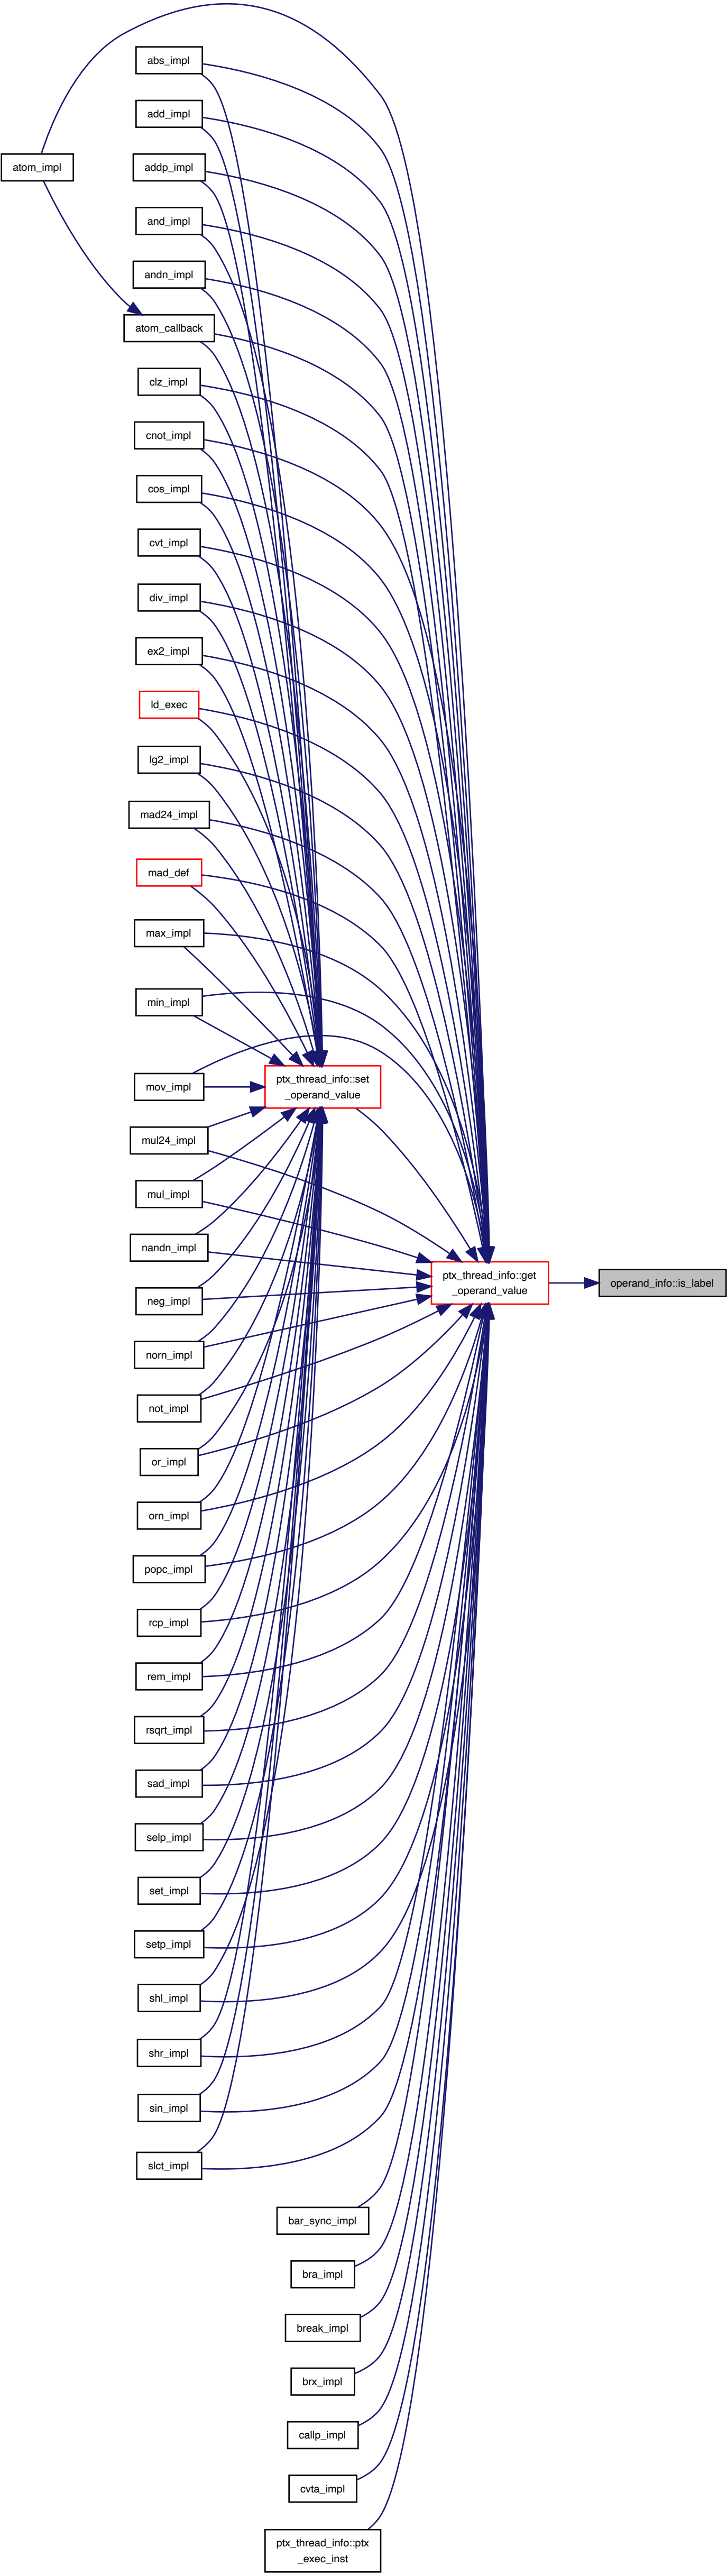 abs_impl
add_impl
atom_impl
addp_impl
and_impl
andn_impl
atom_callback
clz_impl
cnot_impl
cos_impl
cvt_impl
div_impl
ex2_impl
ld_exec
lg2_impl
mad24_impl
mad_def
max_impl
min_impl
mov_impl
ptx_thread_info::set
_operand_value
mul24_impl
mul_impl
nandn_impl
ptx_thread_info::get
_operand_value
operand_info::is_label
neg_impl
norn_impl
not_impl
or_impl
orn_impl
popc_impl
rcp_impl
rem_impl
rsqrt_impl
sad_impl
selp_impl
set_impl
setp_impl
shl_impl
shr_impl
sin_impl
slct_impl
bar_sync_impl
bra_impl
break_impl
brx_impl
callp_impl
cvta_impl
ptx_thread_info::ptx
_exec_inst